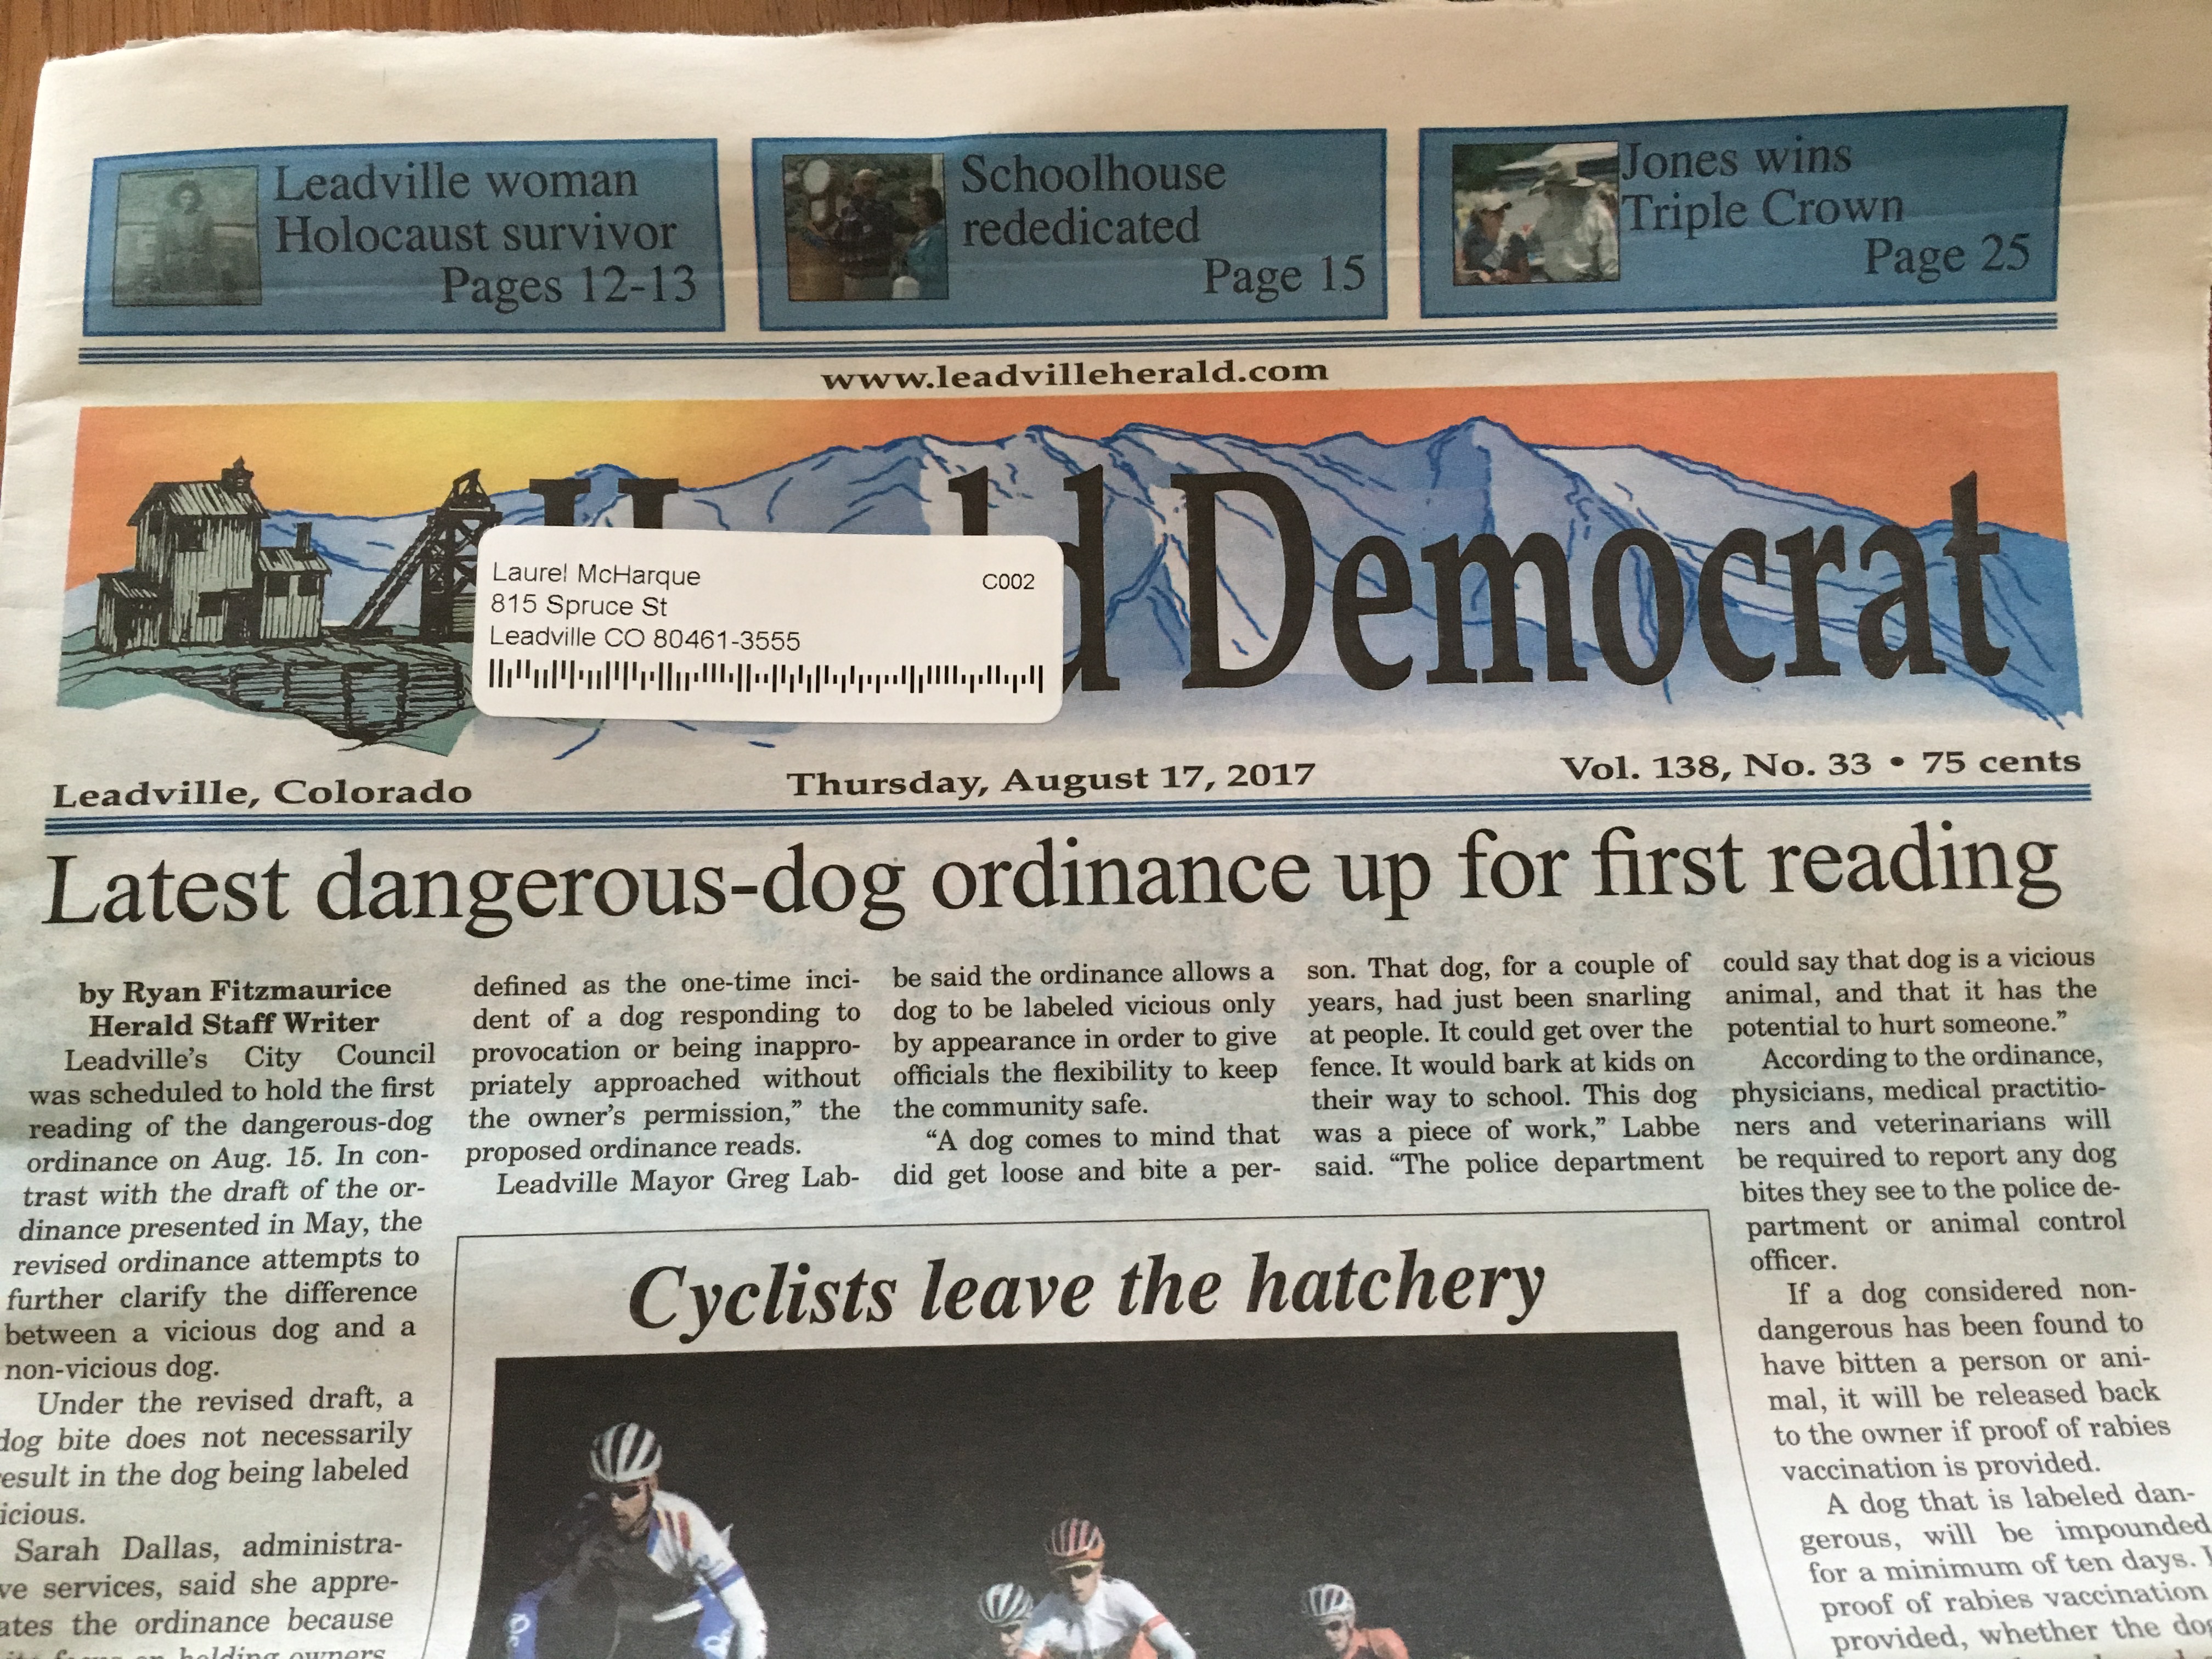 Leadville woman
Holocaust survivor
Pages 12-13
Schoolhouse
rededicated
Page 15
Jones wins
Triple Crown
Page 25
www.leadvilleherald.com
Democrat
Laurel McHarque
C002
815 Spruce St
Leadville CO 80461-3555
Leadville, Colorado
Thursday, August 17, 2017
Vol. 138, No. 33 • 75 cents
Latest dangerous-dog ordinance up for first reading
by Ryan Fitzmaurice
Herald Staff Writer
Leadville's City Council
was scheduled to hold the first
reading of the dangerous-dog
ordinance on Aug. 15. In con-
trast with the draft of the or-
dinance presented in May, the
revised ordinance attempts to
further clarify the difference
between a vicious dog and a
non-vicious dog.
Under the revised draft, a
dog bite does not necessarily
esult in the dog being labeled
icious.
Sarah Dallas, administra-
ve services, said she appre-
ates the ordinance because
holding owners
defined as the one-time inci-
dent of a dog responding to
provocation or being inappro-
priately approached without
the owner's permission," the
proposed ordinance reads.
Leadville Mayor Greg Lab-
be said the ordinance allows a
dog to be labeled vicious only
by appearance in order to give
officials the flexibility to keep
the community safe.
"A dog comes to mind that
did get loose and bite a per-
son. That dog, for a couple of
years, had just been snarling
at people. It could get over the
fence. It would bark at kids on
their way to school. This dog
was a piece of work," Labbe
said. "The police department
could say that dog is a vicious
animal, and that it has the
potential to hurt someone."
According to the ordinance,
physicians, medical practitio-
ners and veterinarians will
be required to report any dog
bites they see to the police de-
partment or animal control
officer.
If a dog considered non-
dangerous has been found to
have bitten a person or ani-
mal, it will be released back
to the owner if proof of rabies
vaccination is provided.
A dog that is labeled dan-
gerous, will be impounded
for a minimum of ten days.
proof of rabies vaccination
provided, whether the dog
Cyclists leave the hatchery